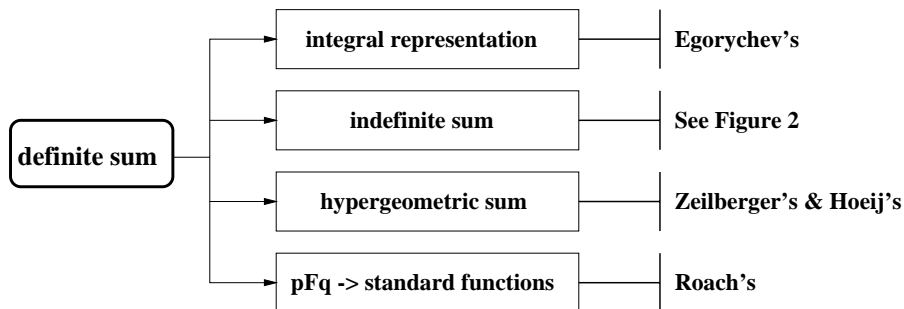 integral representation
Egorychev's
indefinite sum
See Figure 2
definite sum
hypergeometric sum
Zeilberger's & Hoeij's
pFq -> standard functions
Roach's